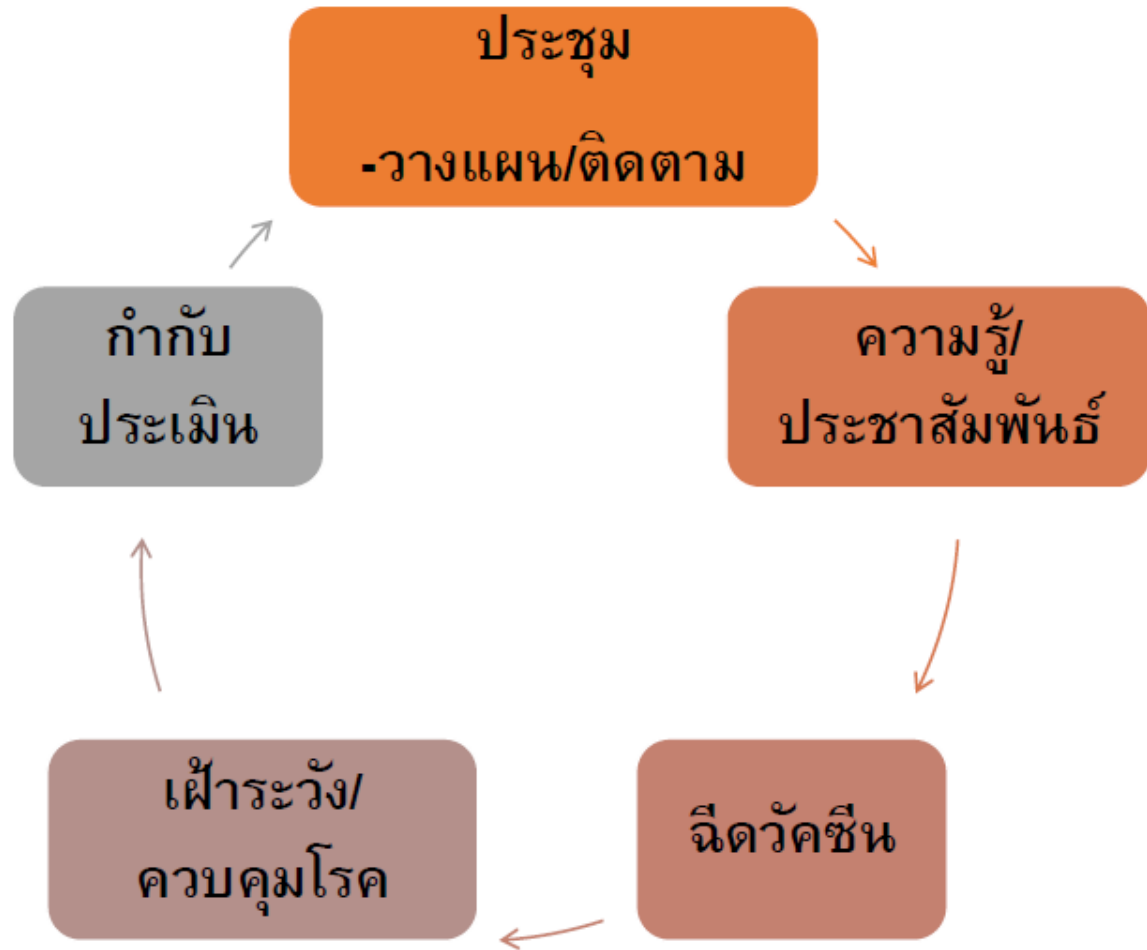 ประชุม
-วางแผน/ติดตาม
ความรู้/
ประชาสัมพันธ์
ฉีดวัคซีน
เฝ้าระวัง/
ควบคุมโรค
กำกับ
ประเมิน